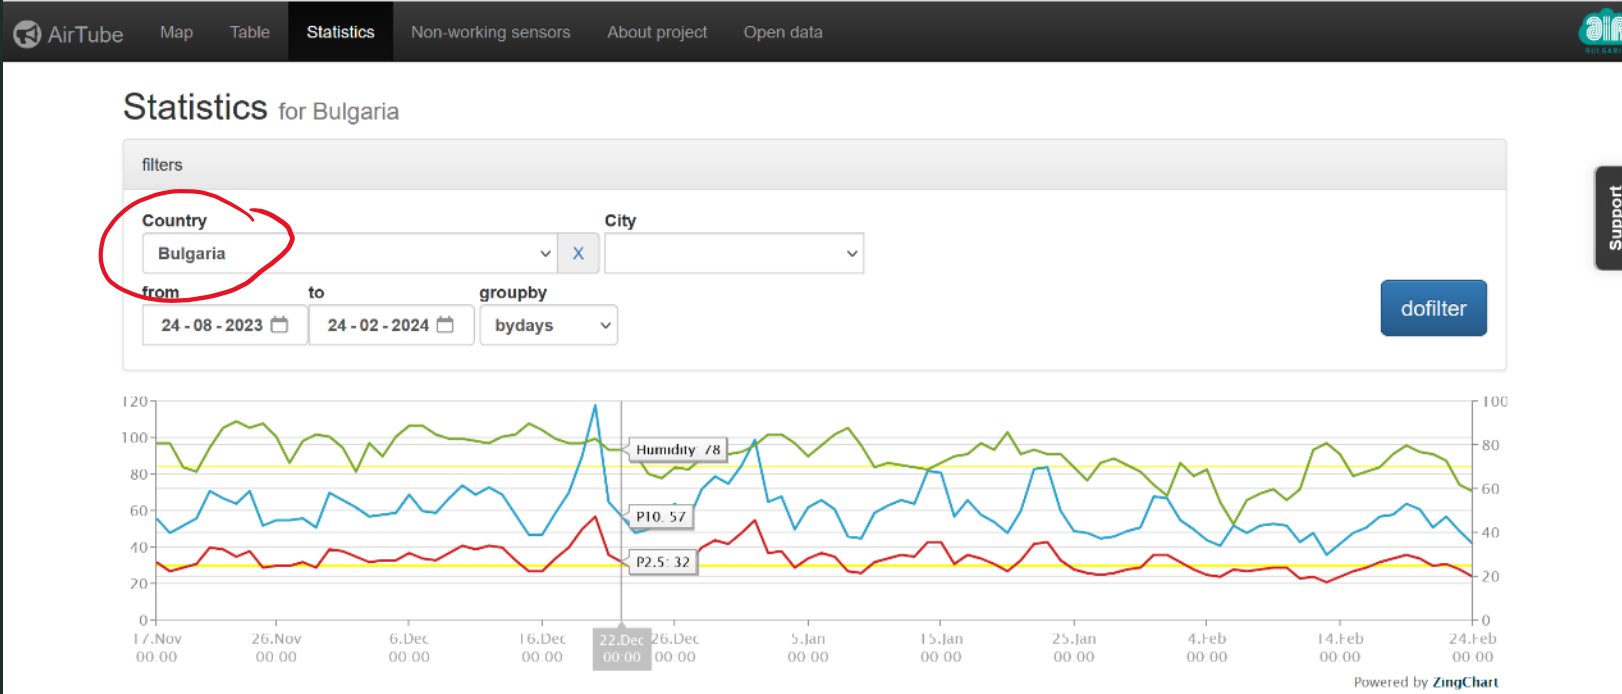 AirTube Map Table Statistics Non-working sensors About project Open data
BULGARI
Statistics for Bulgaria
filters
Support
Country City
Bulgaria X
from to groupby
24 - 08 - 2023 24 - 02 - 2024 bydays
dofilter
120 100
100
80 80
60 60
40 40
20 20
0 0
Humidity 78
P10. 57
P2.5: 32
17.Nov 26.Nov 6.Dec 16.Dec 22.Dec 26.Dec 5.Jan 15.Jan 25.Jan 4.Feb 14.Feb 24.Feb
00:00 00:00 00:00 00:00 00:00 00:00 00:00 00:00 00:00 00:00 00:00 00:00
Powered by ZingChart